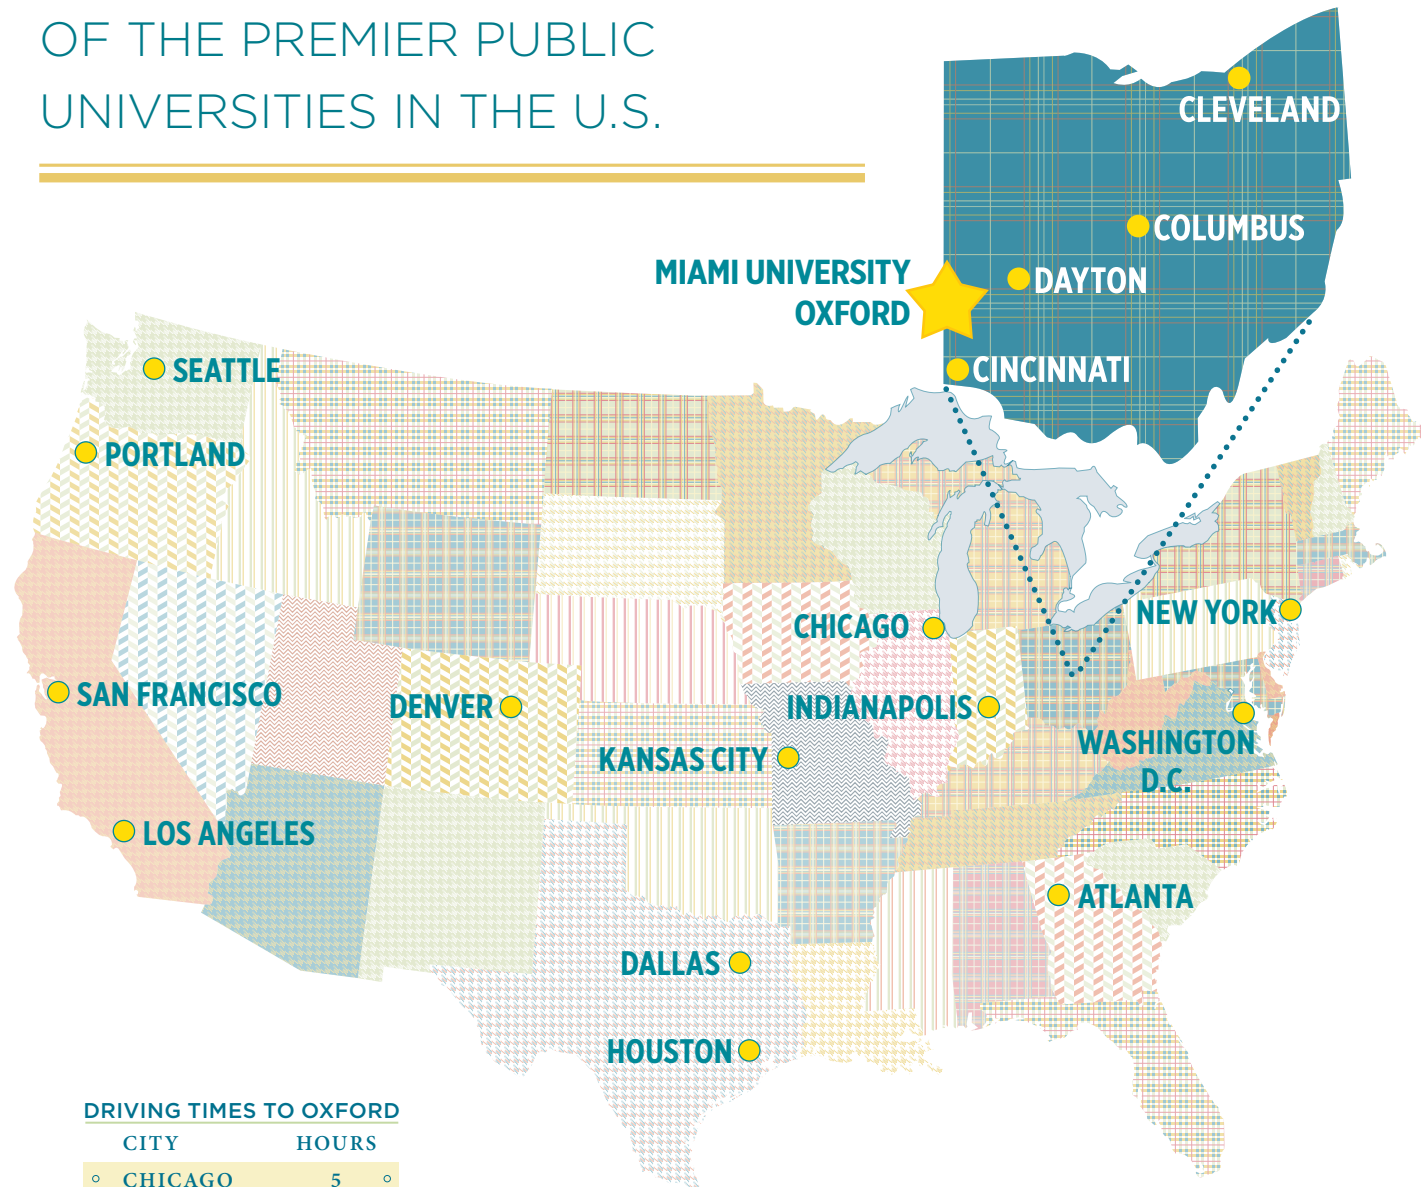 OF THE PREMIER PUBLIC
UNIVERSITIES IN THE U.S.
CLEVELAND
COLUMBUS
MIAMI UNIVERSITY
OXFORD
DAYTON
CINCINNATI
SEATTLE
PORTLAND
CHICAGO
NEW YORK
SAN FRANCISCO
DENVER
INDIANAPOLIS
WASHINGTON
D.C.
KANSAS CITY
LOS ANGELES
ATLANTA
DALLAS
HOUSTON
DRIVING TIMES TO OXFORD
CITY HOURS
CHICAGO 5